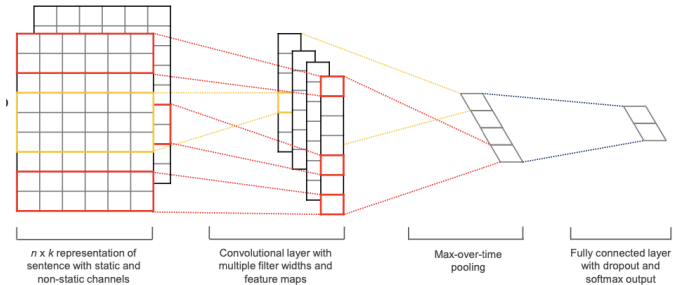 n x k representation of
sentence with static and
non-static channels
Convolutional layer with
multiple filter widths and
feature maps
Max-over-time
pooling
Fully connected layer
with dropout and
softmax output